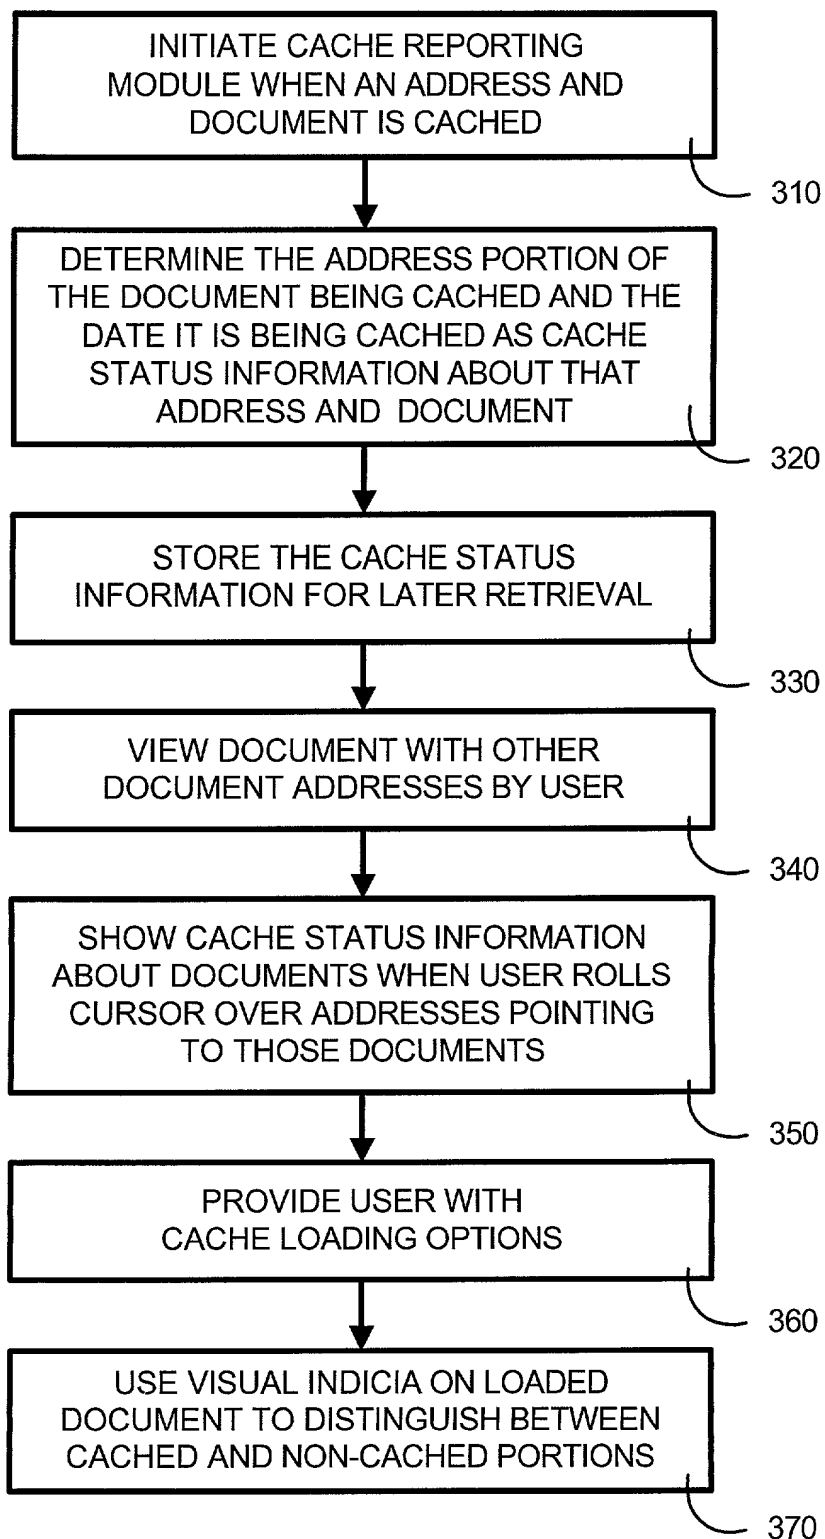 INITIATE CACHE REPORTING
MODULE WHEN AN ADDRESS AND
DOCUMENT IS CACHED
310
DETERMINE THE ADDRESS PORTION OF
THE DOCUMENT BEING CACHED AND THE
DATE IT IS BEING CACHED AS CACHE
STATUS INFORMATION ABOUT THAT
ADDRESS AND DOCUMENT
320
STORE THE CACHE STATUS
INFORMATION FOR LATER RETRIEVAL
330
VIEW DOCUMENT WITH OTHER
DOCUMENT ADDRESSES BY USER
340
SHOW CACHE STATUS INFORMATION
ABOUT DOCUMENTS WHEN USER ROLLS
CURSOR OVER ADDRESSES POINTING
TO THOSE DOCUMENTS
350
PROVIDE USER WITH
CACHE LOADING OPTIONS
360
USE VISUAL INDICIA ON LOADED
DOCUMENT TO DISTINGUISH BETWEEN
CACHED AND NON-CACHED PORTIONS
370